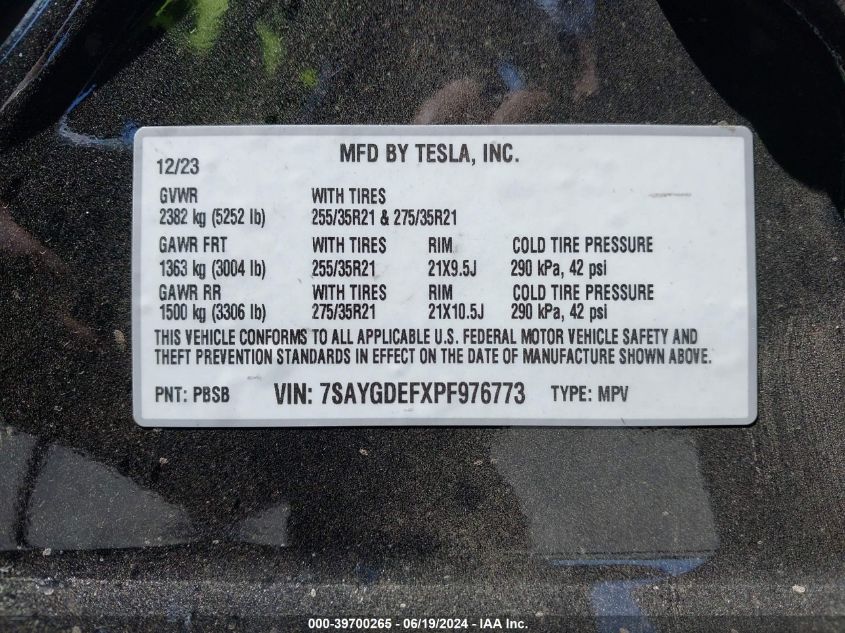 MFD BY TESLA, INC.
12/23
GVWR WITH TIRES
2382 kg (5252 lb) 255/35R21 & 275/35R21
GAWR FRT WITH TIRES RIM COLD TIRE PRESSURE
1363 kg (3004 lb) 255/35R21 21X9.5J 290 kPa, 42 psi
GAWR RR WITH TIRES RIM COLD TIRE PRESSURE
1500 kg (3306 lb) 275/35R21 21X10.5J 290 kPa, 42 psi
THIS VEHICLE CONFORMS TO ALL APPLICABLE U.S. FEDERAL MOTOR VEHICLE SAFETY AND
THEFT PREVENTION STANDARDS IN EFFECT ON THE DATE OF MANUFACTURE SHOWN ABOVE.
PNT: PBSB VIN: 7SAYGDEFXPF976773 TYPE: MPV
000-39700265 - 06/19/2024 - IAA Inc.